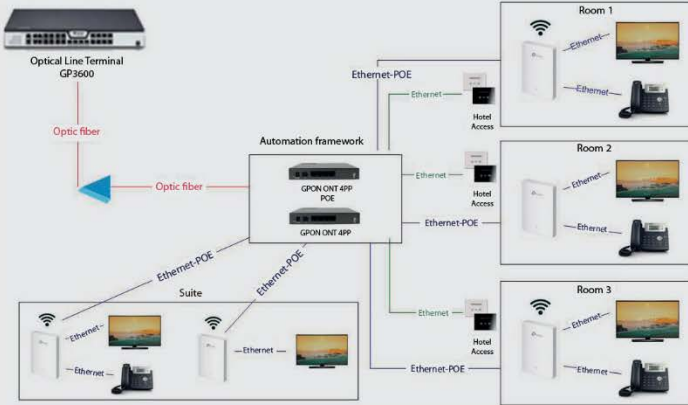 Optical Line Terminal
GP3600
Optic fiber
Optic fiber
Automation framework
GPON ONT 4PP
POE
GPON ONT 4PP
Ethernet-POE
Ethernet
Hotel
Access
Room 1
Ethernet
Ethernet
Ethernet
Hotel
Access
Room 2
Ethernet
Ethernet
Ethernet-POE
Ethernet
Hotel
Access
Room 3
Ethernet
Ethernet
Ethernet-POE
Ethernet-POE
Ethernet-POE
Suite
Ethernet
Ethernet
Ethernet